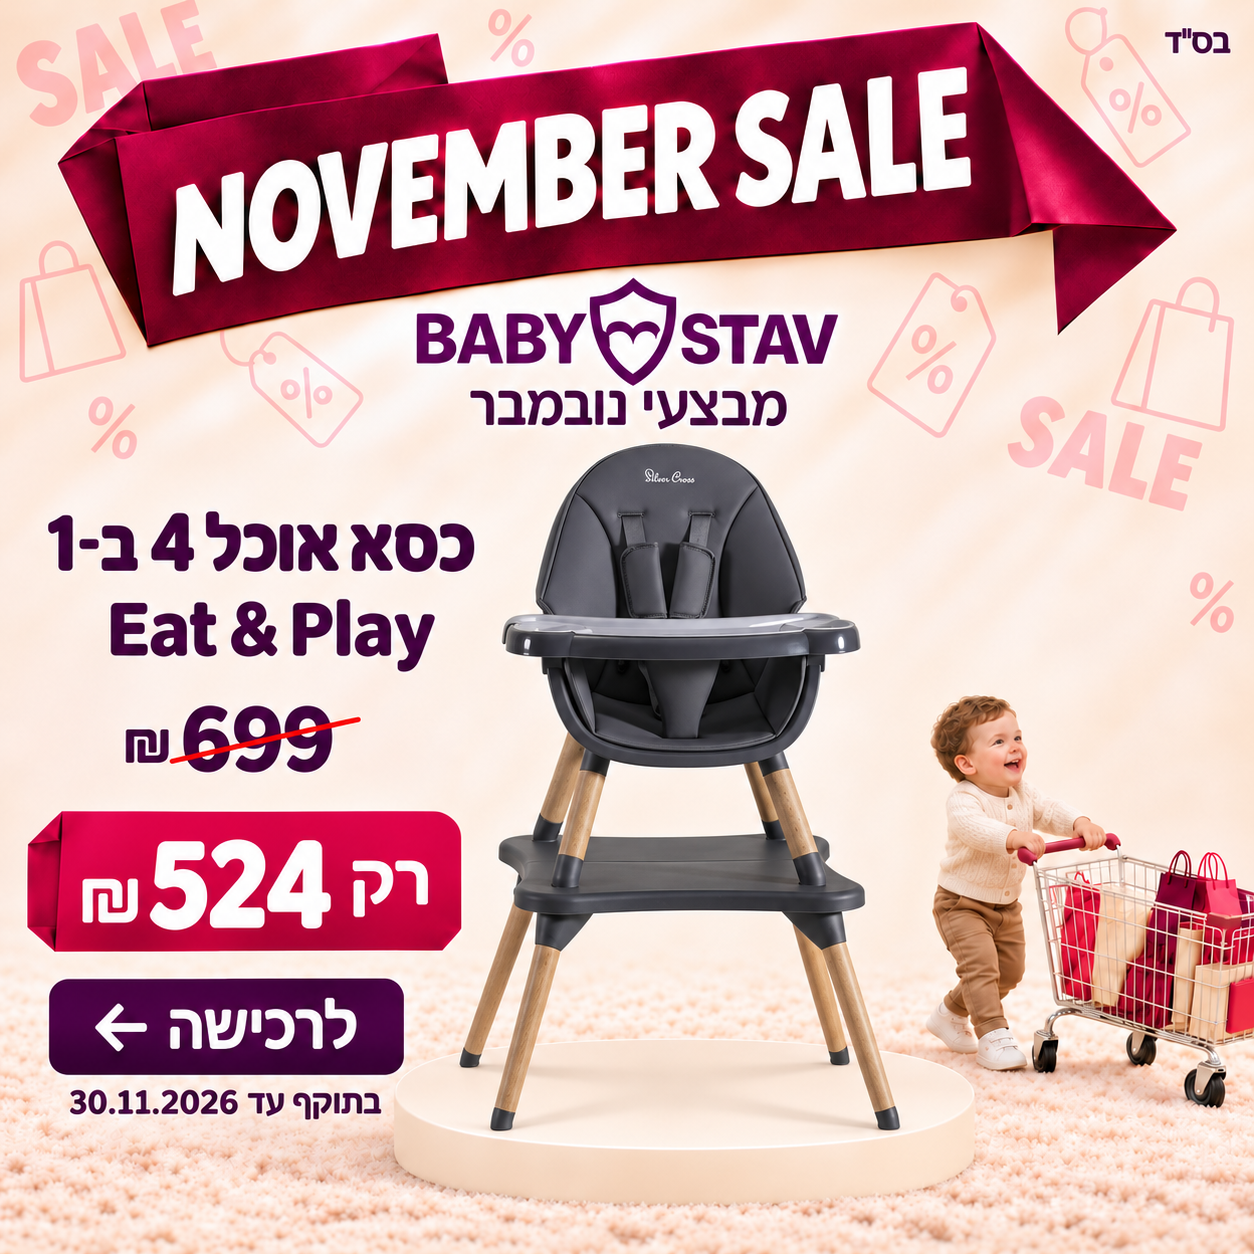 בס"ד
SALE
%
%
NOVEMBER SALE
BABY STAV
מבצעי נובמבר
%
%
%
SALE
%
Silver Cross
כסא אוכל 4 ב-1
Eat & Play
699 ₪
רק 524 ₪
לרכישה ←
בתוקף עד 30.11.2026